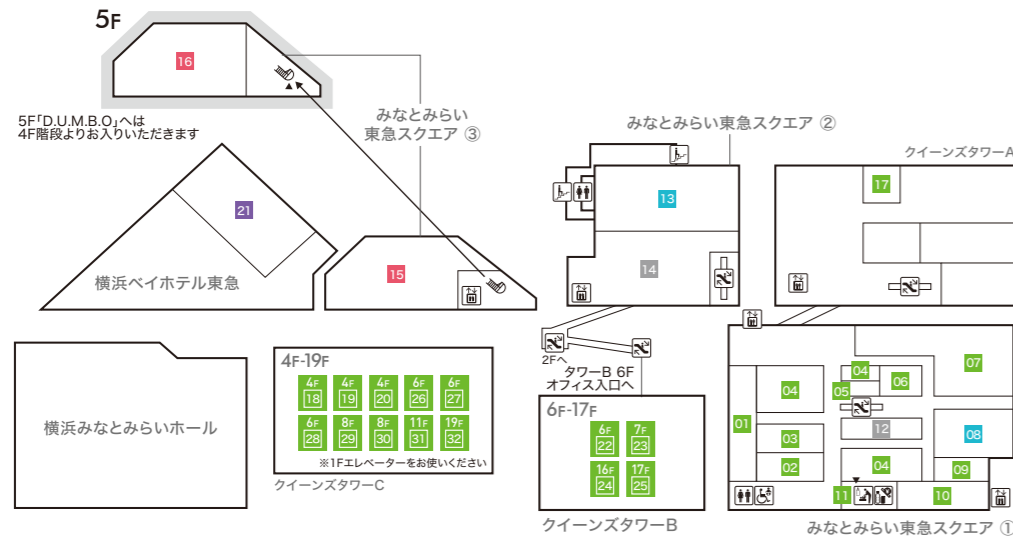 5F
16
5F「D.U.M.B.O」へは
4F階段よりお入りいただきます
みなとみらい
東急スクエア ③
みなとみらい東急スクエア ②
クイーンズタワーA
17
13
14
21
横浜ベイホテル東急
15
2Fへ
タワーB 6F
オフィス入口へ
横浜みなとみらいホール
4F-19F
4F 4F 4F 6F 6F
18 19 20 26 27
6F 8F 8F 11F 19F
28 29 30 31 32
※1Fエレベーターをお使いください
クイーンズタワーC
6F-17F
6F 7F
22 23
16F 17F
24 25
クイーンズタワーB
07
04
06
04
05
01
12
03
08
02
04
09
11
10
みなとみらい東急スクエア ①